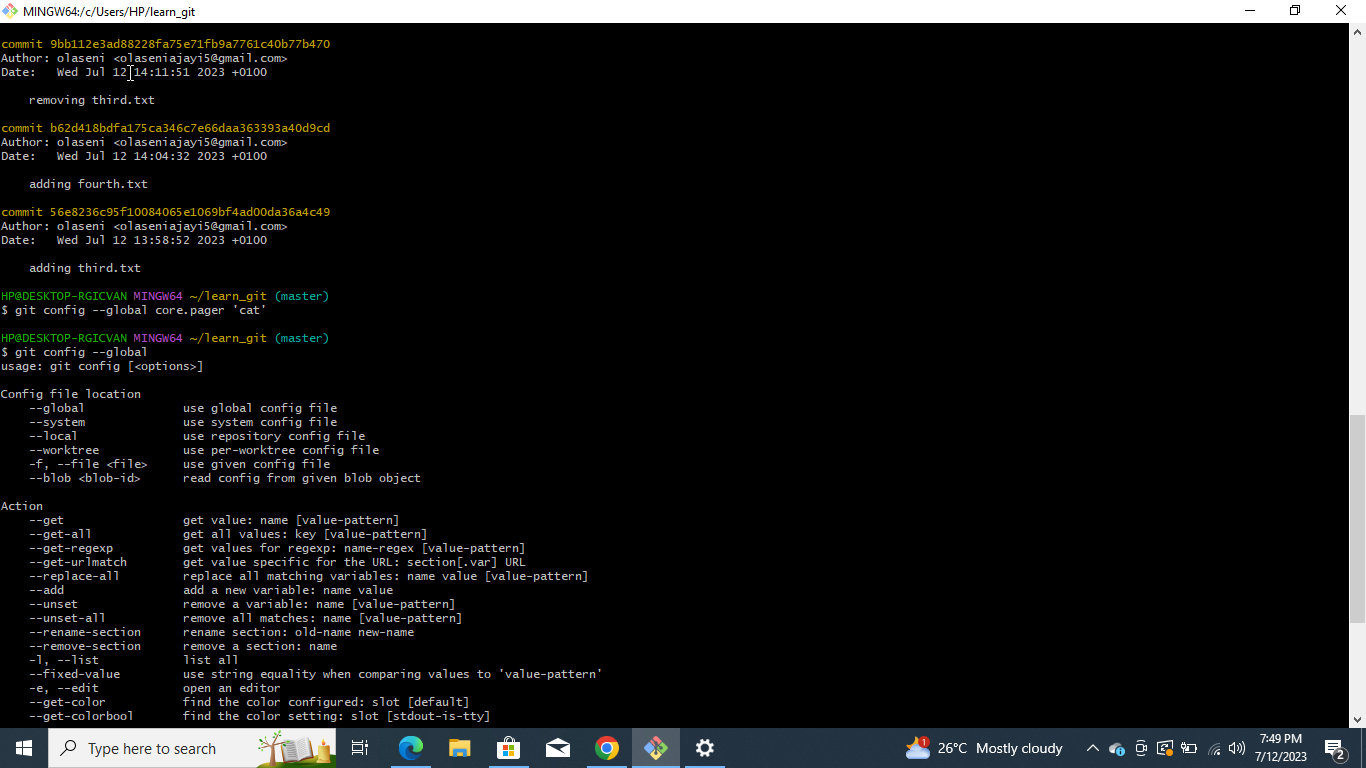 MINGW64:/c/Users/HP/learn_git
commit 9bb112e3ad88228fa75e71fb9a7761c40b77b470
Author: olaseni <olaseniajayi5@gmail.com>
Date:   Wed Jul 12 14:11:51 2023 +0100
removing third.txt
commit b62d418bdfa175ca346c7e66daa363393a40d9cd
Author: olaseni <olaseniajayi5@gmail.com>
Date:   Wed Jul 12 14:04:32 2023 +0100
adding fourth.txt
commit 56e8236c95f10084065e1069bf4ad00da36a4c49
Author: olaseni <olaseniajayi5@gmail.com>
Date:   Wed Jul 12 13:58:52 2023 +0100
adding third.txt
HP@DESKTOP-RGICVAN MINGW64 ~/learn_git (master)
$ git config --global core.pager 'cat'
HP@DESKTOP-RGICVAN MINGW64 ~/learn_git (master)
$ git config --global
usage: git config [<options>]
Config file location
--global              use global config file
--system              use system config file
--local               use repository config file
--worktree            use per-worktree config file
-f, --file <file>     use given config file
--blob <blob-id>      read config from given blob object
Action
--get                 get value: name [value-pattern]
--get-all             get all values: key [value-pattern]
--get-regexp          get values for regexp: name-regex [value-pattern]
--get-urlmatch        get value specific for the URL: section[.var] URL
--replace-all         replace all matching variables: name value [value-pattern]
--add                 add a new variable: name value
--unset               remove a variable: name [value-pattern]
--unset-all           remove all matches: name [value-pattern]
--rename-section      rename section: old-name new-name
--remove-section      remove a section: name
-l, --list            list all
--fixed-value         use string equality when comparing values to 'value-pattern'
-e, --edit            open an editor
--get-color           find the color configured: slot [default]
--get-colorbool       find the color setting: slot [stdout-is-tty]
Type here to search
1
26°C Mostly cloudy
7:49 PM
7/12/2023
2